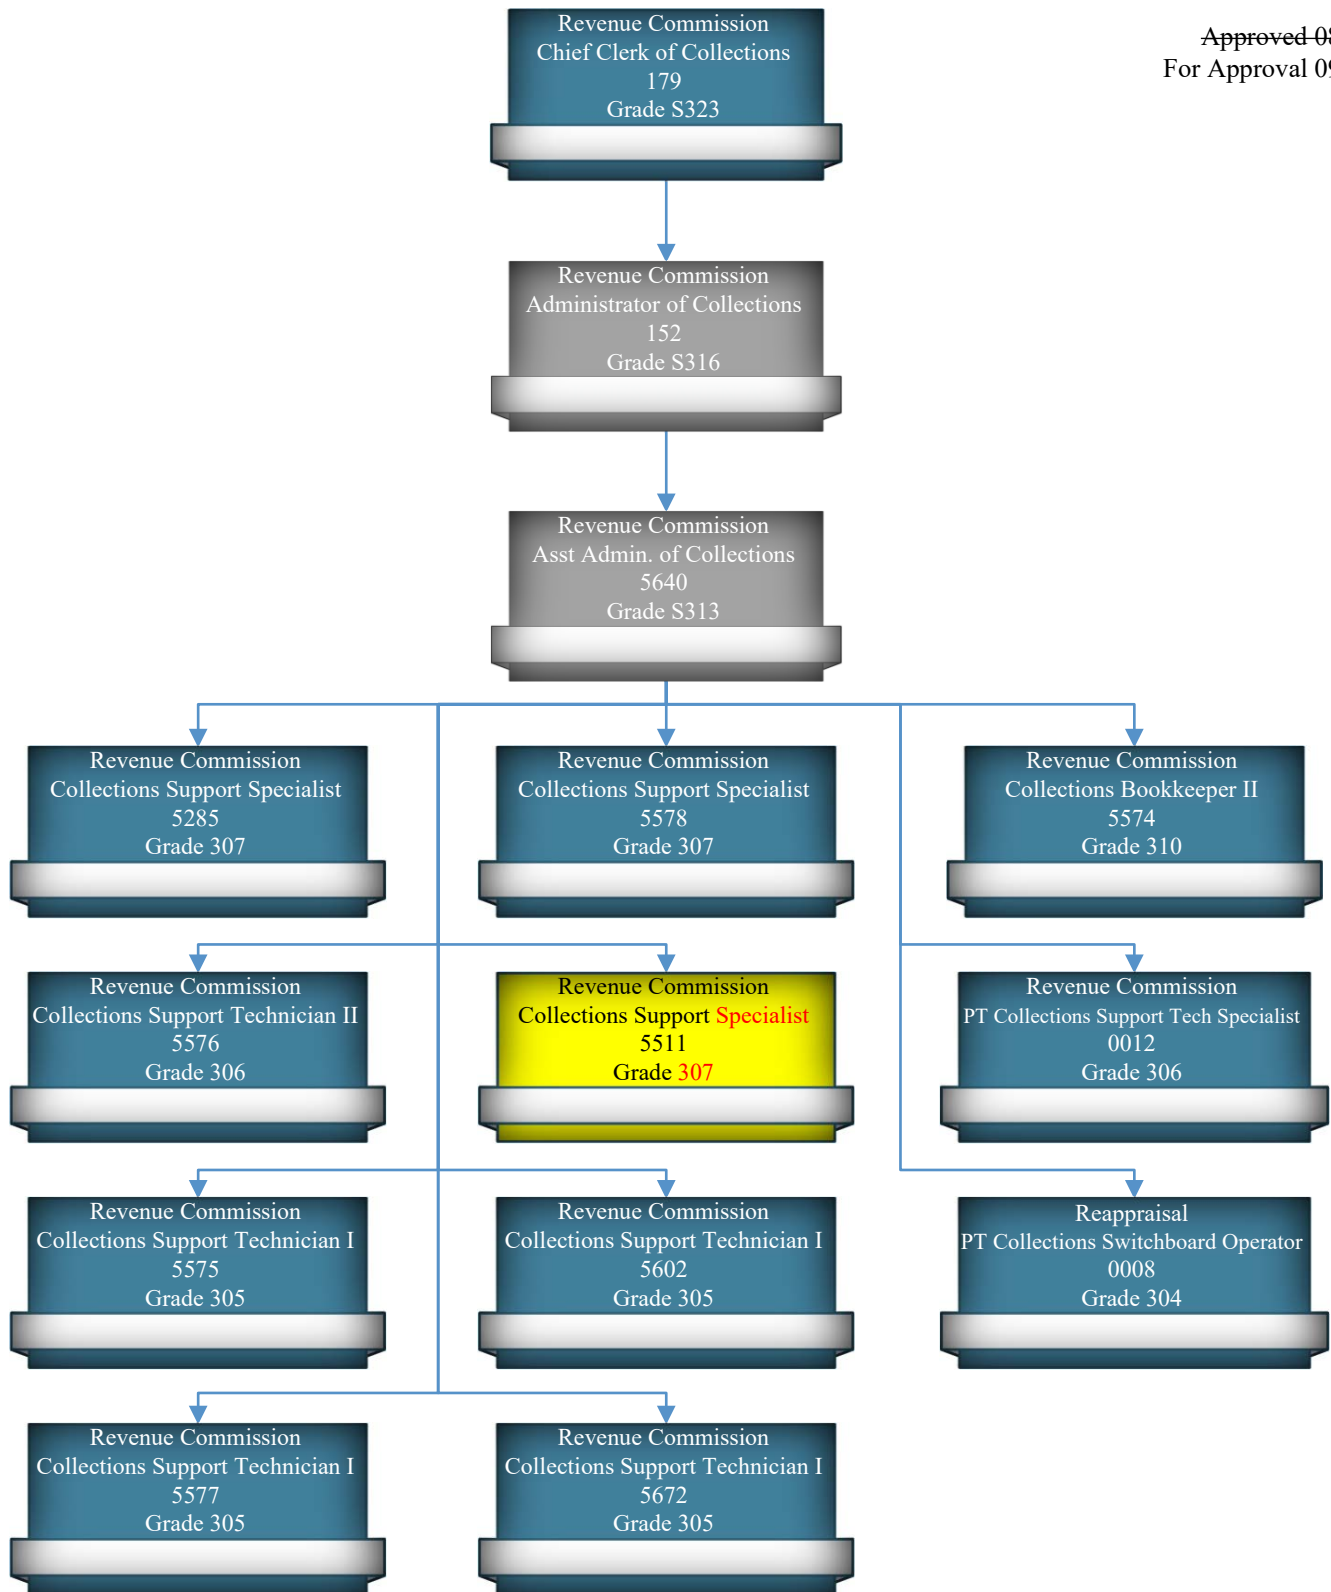 Approved 08
For Approval 09
Revenue Commission
Chief Clerk of Collections
179
Grade S323
Revenue Commission
Administrator of Collections
152
Grade S316
Revenue Commission
Asst Admin. of Collections
5640
Grade S313
Revenue Commission
Collections Support Specialist
5285
Grade 307
Revenue Commission
Collections Support Specialist
5578
Grade 307
Revenue Commission
Collections Bookkeeper II
5574
Grade 310
Revenue Commission
Collections Support Technician II
5576
Grade 306
Revenue Commission
Collections Support Specialist
5511
Grade 307
Revenue Commission
PT Collections Support Tech Specialist
0012
Grade 306
Revenue Commission
Collections Support Technician I
5575
Grade 305
Revenue Commission
Collections Support Technician I
5602
Grade 305
Reappraisal
PT Collections Switchboard Operator
0008
Grade 304
Revenue Commission
Collections Support Technician I
5577
Grade 305
Revenue Commission
Collections Support Technician I
5672
Grade 305